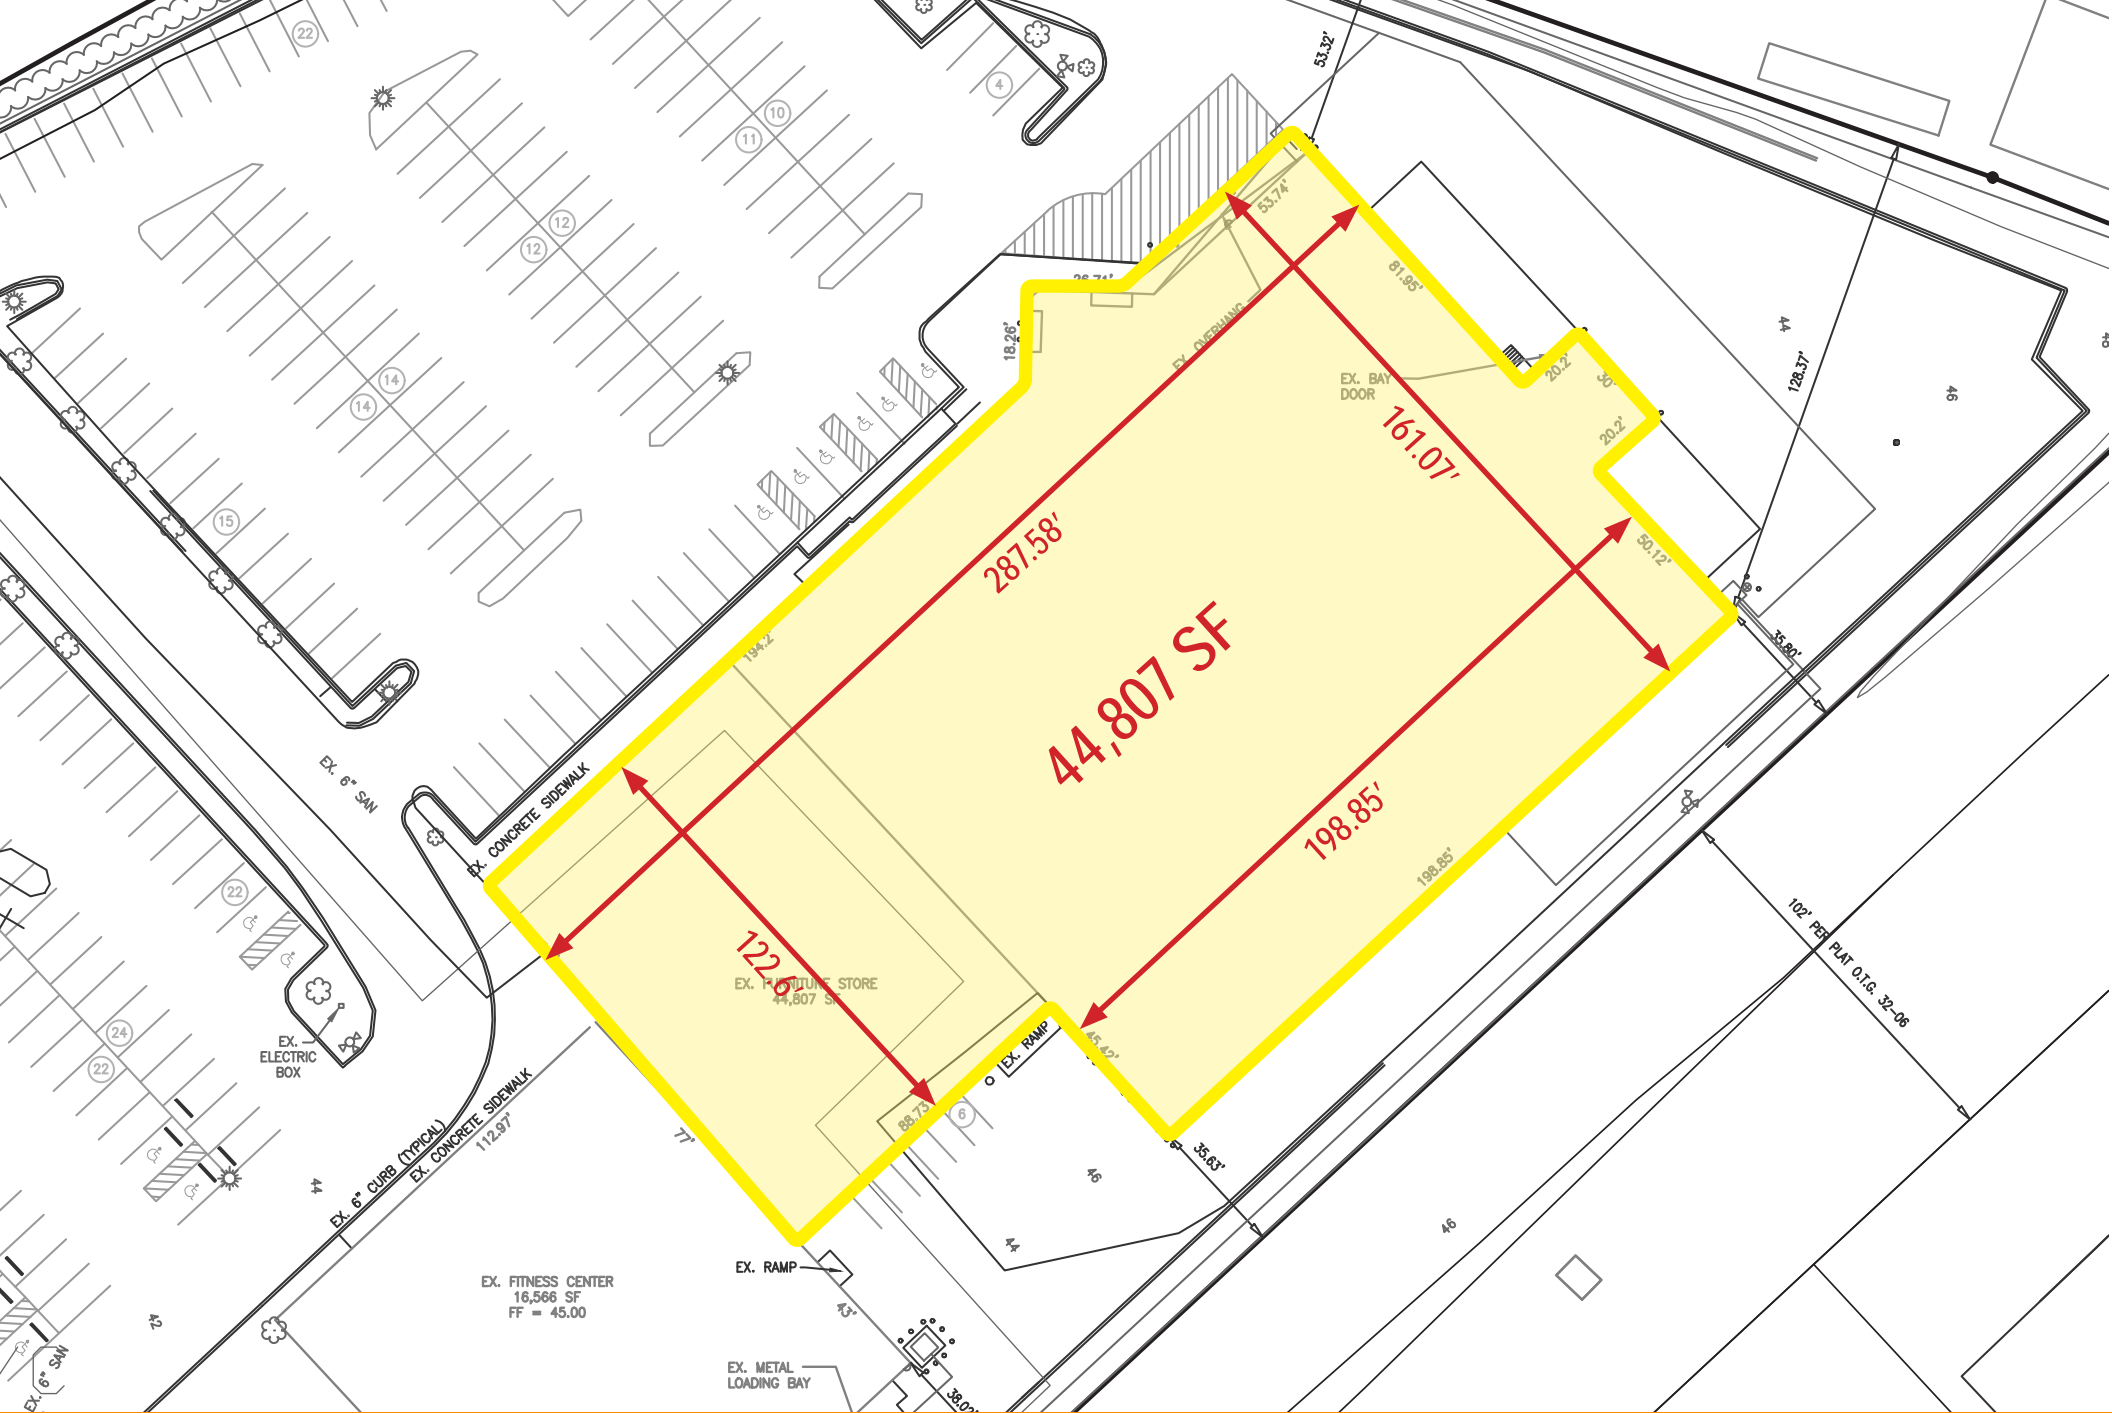 22
10
11
4
53.32'
12
12
53.74'
26.71'
81.95'
18.26'
EX. OVERHANG
EX. BAY
DOOR
20.2'
30'
20.2'
44
46
128.37'
14
14
15
161.07'
287.58'
50.12'
194.2
35.80'
44,807 SF
EX. 6" SAN
EX. CONCRETE SIDEWALK
198.85'
198.85'
22
122.6'
EX. FURNITURE STORE
44,807 SF
102' PER PLAT O.T.G. 32-06
24
22
EX.
ELECTRIC
BOX
EX. RAMP
45.42'
88.73'
6
EX. 6" CURB (TYPICAL)
EX. CONCRETE SIDEWALK
112.97'
77'
35.63'
46
44
44
46
42
EX. RAMP
EX. FITNESS CENTER
16,566 SF
FF = 45.00
43'
EX. METAL
LOADING BAY
38.02'
EX. 6" SAN